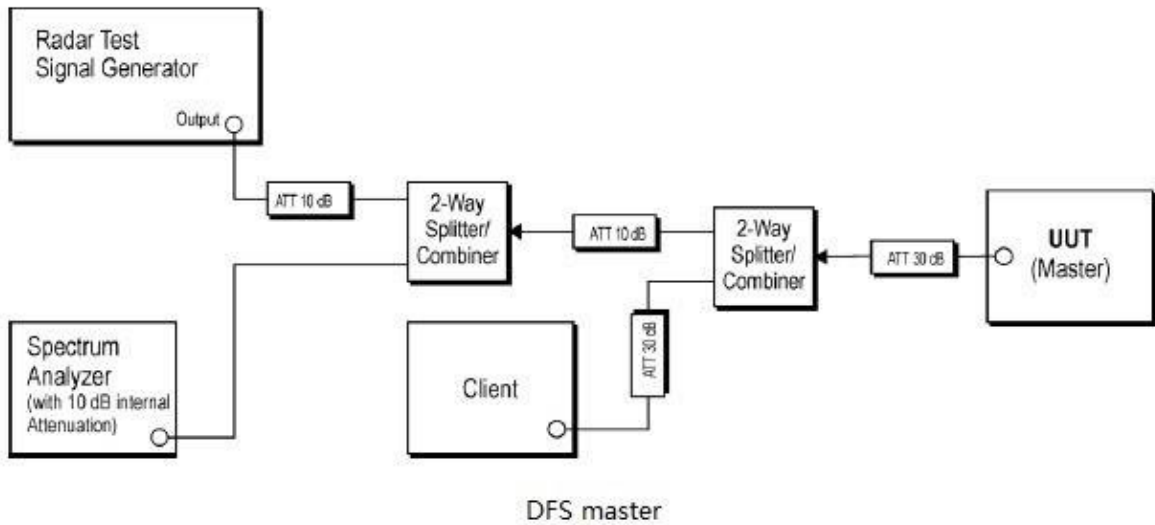 Radar Test
Signal Generator
Output
ATT 10 dB
2-Way
Splitter/
Combiner
ATT 10 dB
2-Way
Splitter/
Combiner
ATT 30 dB
UUT
(Master)
Spectrum
Analyzer
(with 10 dB internal
Attenuation)
Client
ATT 30 dB
DFS master